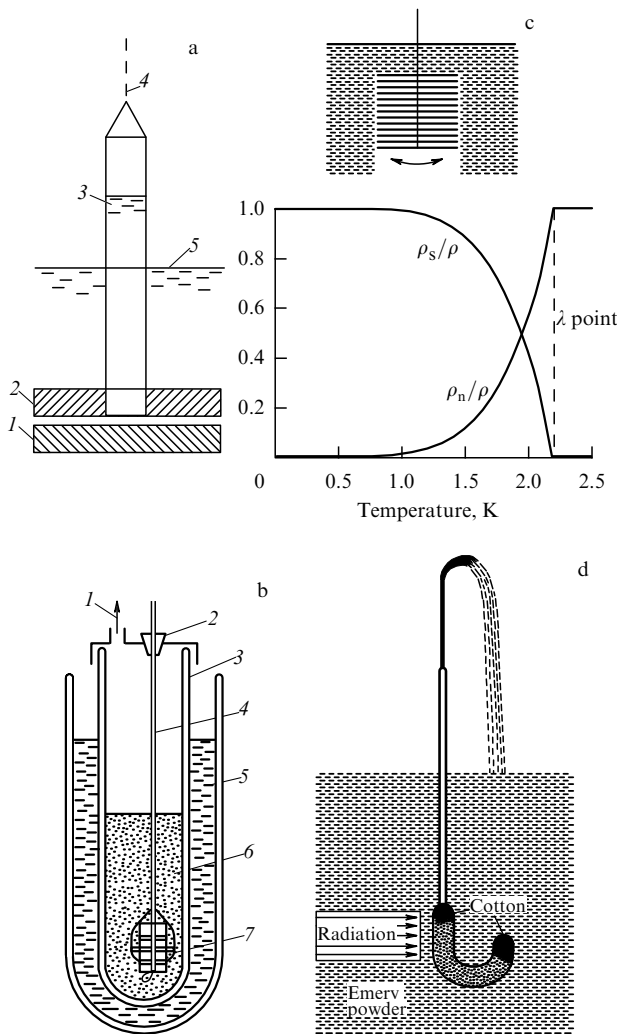 a
4
3
5
2
1
c
1.0
0.8
0.6
0.4
0.2
0
0.5
1.0
1.5
2.0
2.5
ρs/ρ
ρn/ρ
λ point
Temperature, K
b
1
2
3
4
5
6
7
d
Cotton
Radiation
Emery
powder